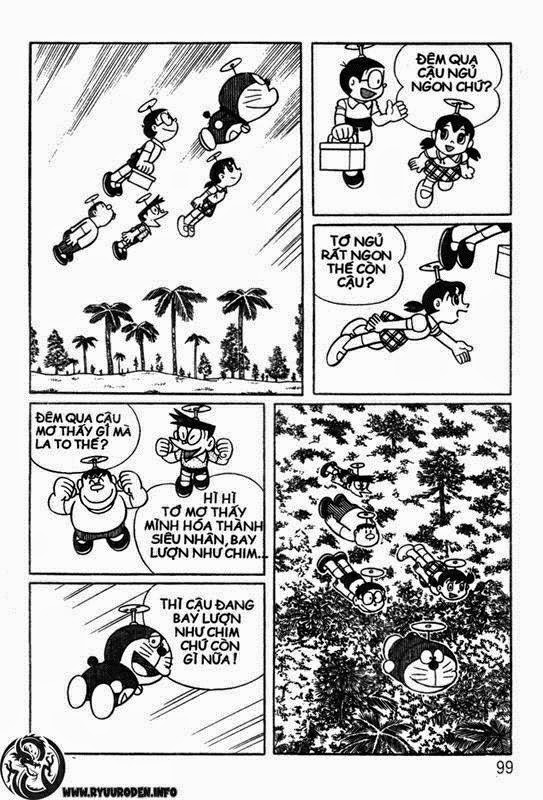 ĐÊM QUA
CẬU NGỦ
NGON CHỨ?
TỚ NGỦ
RẤT NGON
THẾ CÒN
CẬU?
ĐÊM QUA CẬU
MƠ THẤY GÌ MÀ
LA TO THẾ?
HÌ HÌ
TỚ MƠ THẤY
MÌNH HÓA THÀNH
SIÊU NHÂN, BAY
LƯỢN NHƯ CHIM...
THÌ CẬU ĐANG
BAY LƯỢN
NHƯ CHIM
CHỨ CÒN
GÌ NỮA!
99
WWW.RYUURODEN.INFO